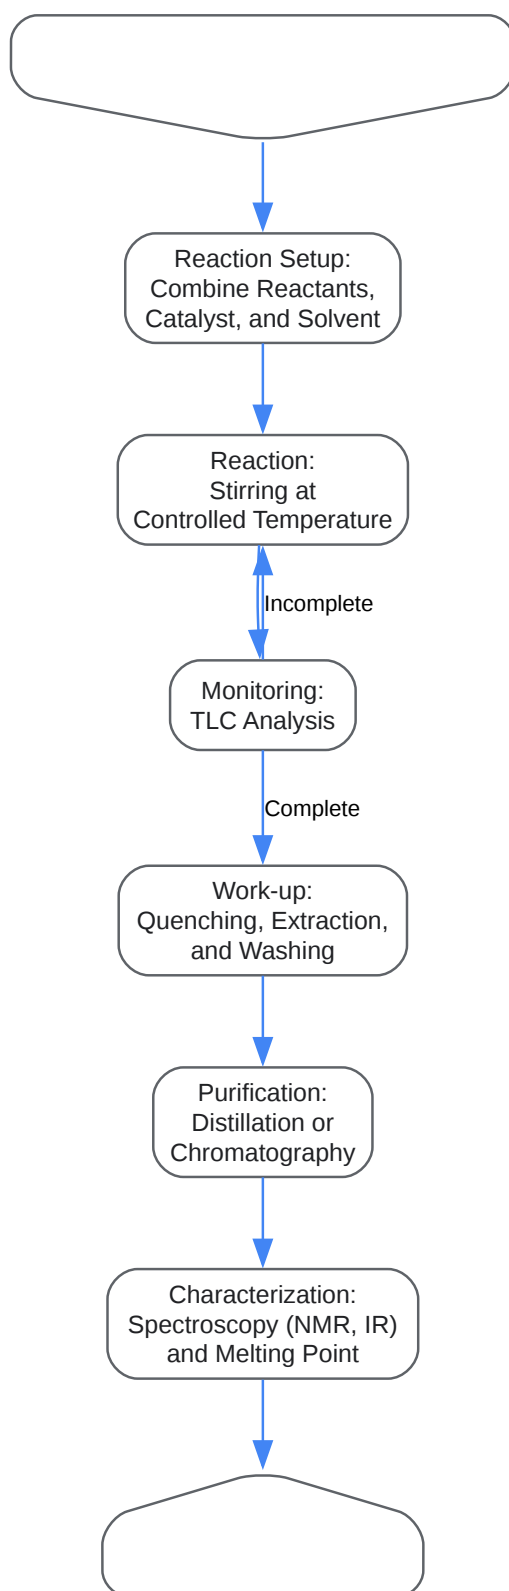 Reaction Setup:
Combine Reactants,
Catalyst, and Solvent
Reaction:
Stirring at
Controlled Temperature
Incomplete
Monitoring:
TLC Analysis
Complete
Work-up:
Quenching, Extraction,
and Washing
Purification:
Distillation or
Chromatography
Characterization:
Spectroscopy (NMR, IR)
and Melting Point